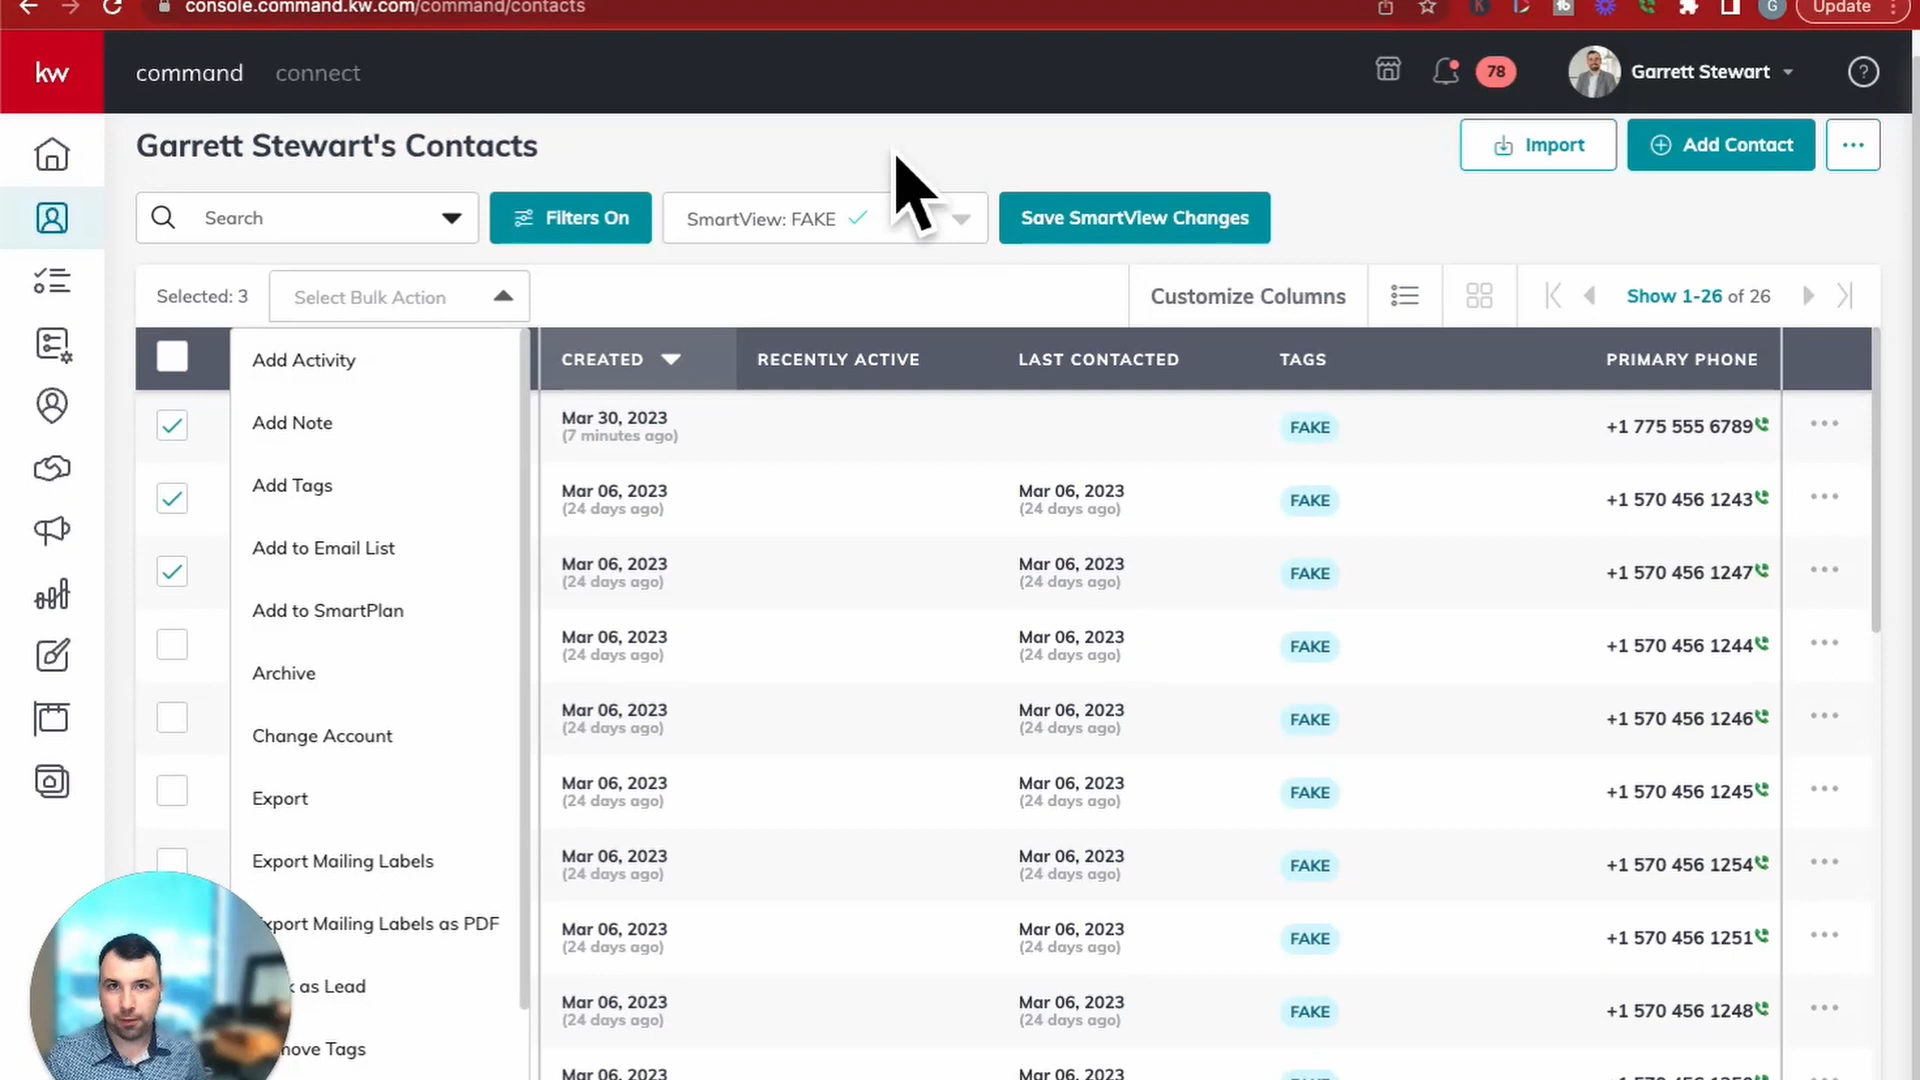 console.command.kw.com/command/contacts
Update
kw
command
connect
78
Garrett Stewart
Garrett Stewart's Contacts
Import
Add Contact
Search
Filters On
SmartView: FAKE
Save SmartView Changes
Selected: 3
Select Bulk Action
Customize Columns
Show 1-26 of 26
CREATED
RECENTLY ACTIVE
LAST CONTACTED
TAGS
PRIMARY PHONE
Add Activity
Add Note
Add Tags
Add to Email List
Add to SmartPlan
Archive
Change Account
Export
Export Mailing Labels
xport Mailing Labels as PDF
k as Lead
nove Tags
Mar 30, 2023
(7 minutes ago)
FAKE
+1 775 555 6789
Mar 06, 2023
(24 days ago)
Mar 06, 2023
(24 days ago)
FAKE
+1 570 456 1243
Mar 06, 2023
(24 days ago)
Mar 06, 2023
(24 days ago)
FAKE
+1 570 456 1247
Mar 06, 2023
(24 days ago)
Mar 06, 2023
(24 days ago)
FAKE
+1 570 456 1244
Mar 06, 2023
(24 days ago)
Mar 06, 2023
(24 days ago)
FAKE
+1 570 456 1246
Mar 06, 2023
(24 days ago)
Mar 06, 2023
(24 days ago)
FAKE
+1 570 456 1245
Mar 06, 2023
(24 days ago)
Mar 06, 2023
(24 days ago)
FAKE
+1 570 456 1254
Mar 06, 2023
(24 days ago)
Mar 06, 2023
(24 days ago)
FAKE
+1 570 456 1251
Mar 06, 2023
(24 days ago)
Mar 06, 2023
(24 days ago)
FAKE
+1 570 456 1248
Mar 06, 2023
Mar 06, 2023